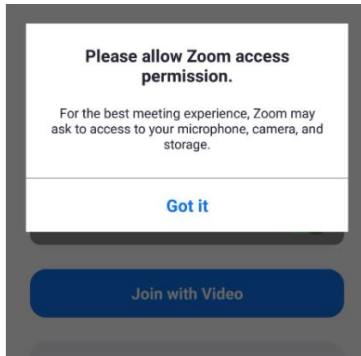 Please allow Zoom access
permission.
For the best meeting experience, Zoom may
ask to access to your microphone, camera, and
storage.
Got it
Join with Video